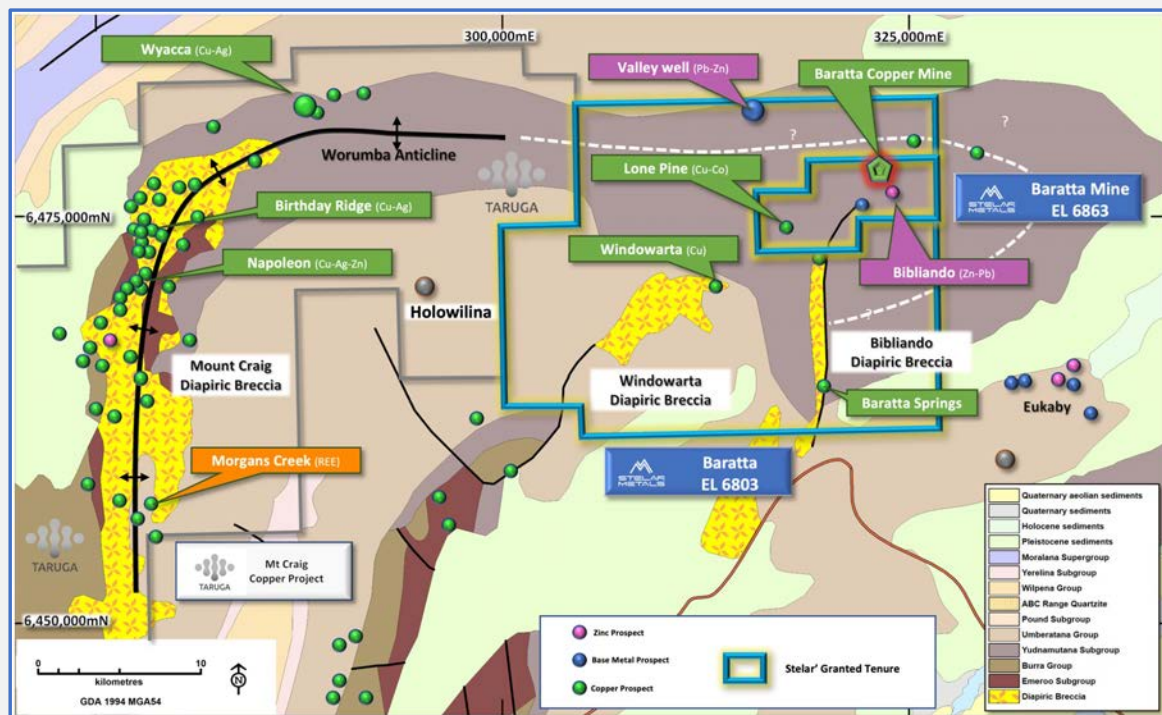 300,000mE
325,000mE
Wyacca (Cu-Ag)
Valley well (Pb-Zn)
Baratta Copper Mine
?
?
Worumba Anticline
TARUGA
Lone Pine (Cu-Co)
STELAR
METALS
Baratta Mine
EL 6863
6,475,000mN
Birthday Ridge (Cu-Ag)
Windowarta (Cu)
Bibliando (Zn-Pb)
Napoleon (Cu-Ag-Zn)
Holowilina
?
Mount Craig
Diapiric Breccia
Windowarta
Diapiric Breccia
Bibliando
Diapiric Breccia
Baratta Springs
Eukaby
Morgans Creek (REE)
STELAR
METALS
Baratta
EL 6803
TARUGA
TARUGA
Mt Craig
Copper Project
6,450,000mN
0
10
kilometres
N
GDA 1994 MGA54
Zinc Prospect
Base Metal Prospect
Copper Prospect
Stelar' Granted Tenure
Quaternary aeolian sediments
Quaternary sediments
Holocene sediments
Pleistocene sediments
Moralana Supergroup
Yerelina Subgroup
Wilpena Group
ABC Range Quartzite
Pound Subgroup
Umberatana Group
Yudnamutana Subgroup
Burra Group
Emeroo Subgroup
Diapiric Breccia